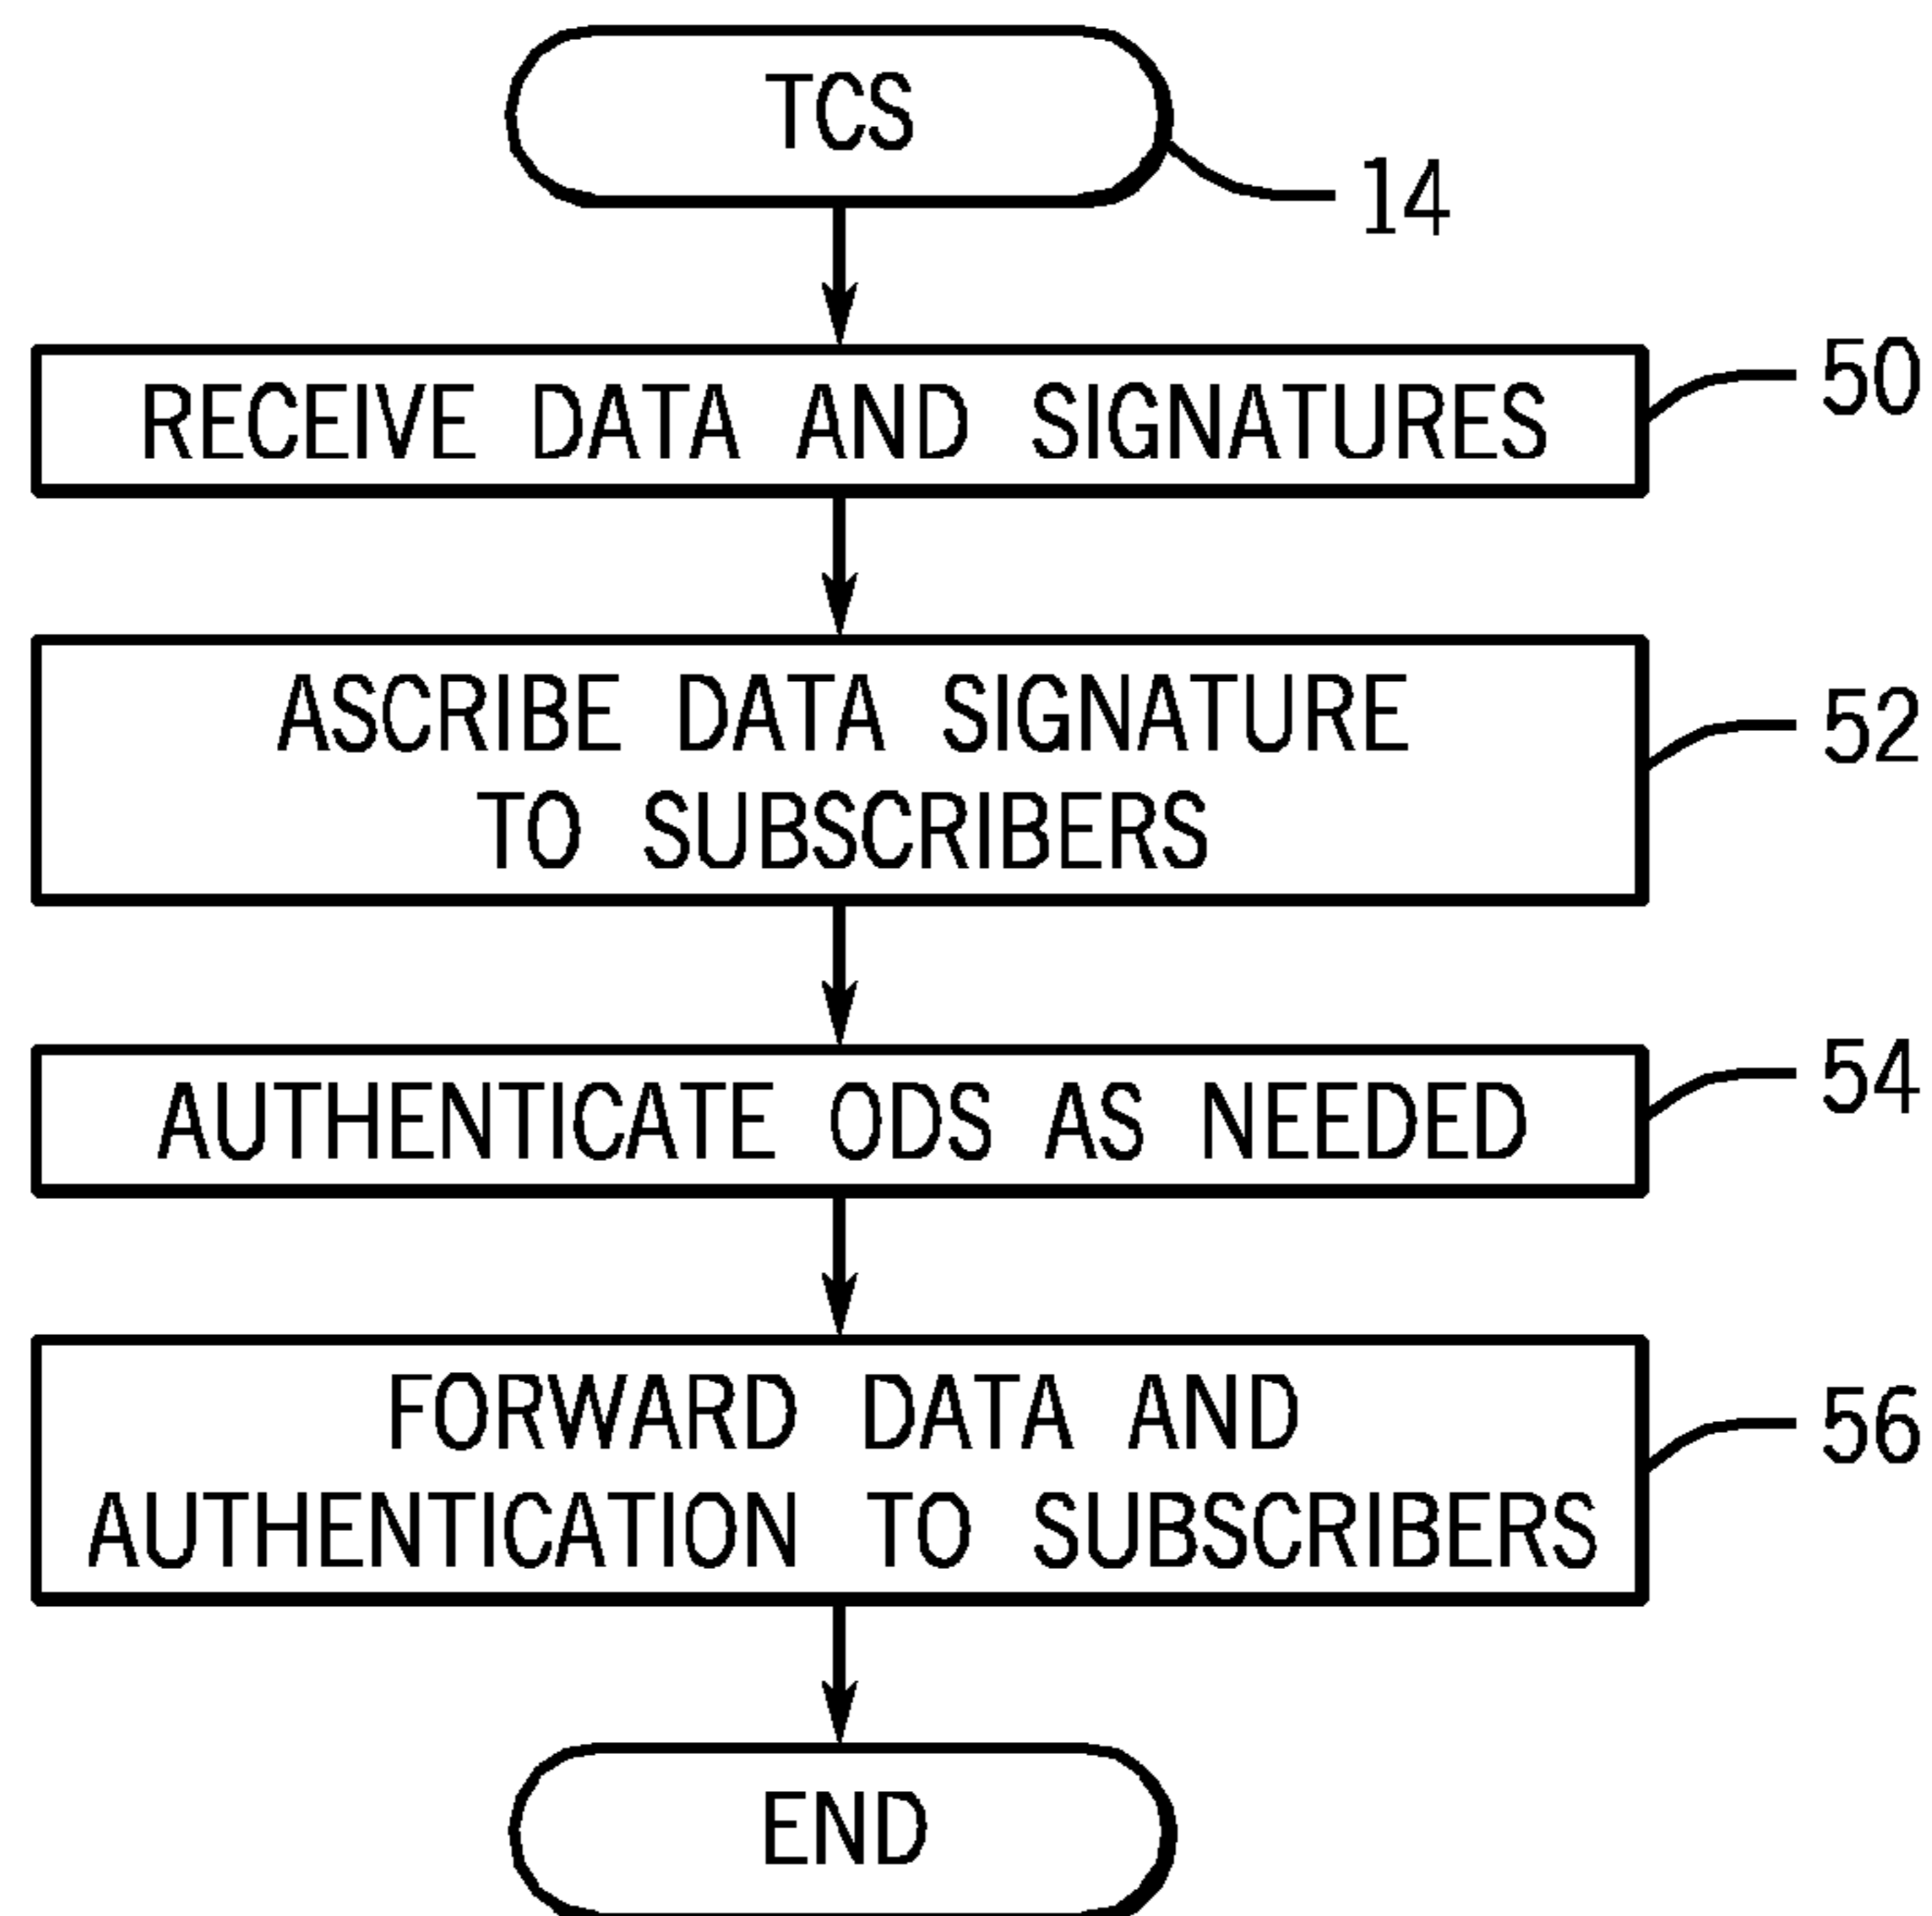 TCS
14
RECEIVE DATA AND SIGNATURES
50
ASCRIBE DATA SIGNATURE
TO SUBSCRIBERS
52
AUTHENTICATE ODS AS NEEDED
54
FORWARD DATA AND
AUTHENTICATION TO SUBSCRIBERS
56
END